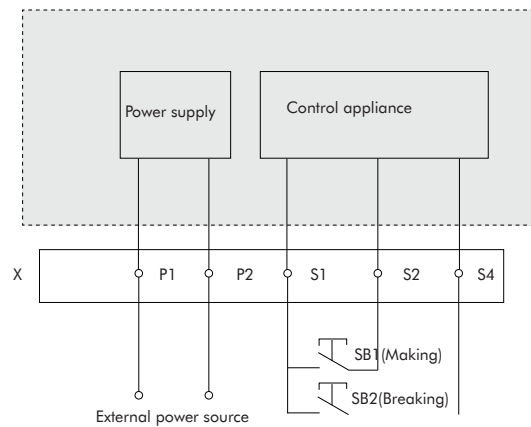 Power supply
Control appliance
X
P1
P2
S1
S2
S4
SB1(Making)
SB2(Breaking)
External power source